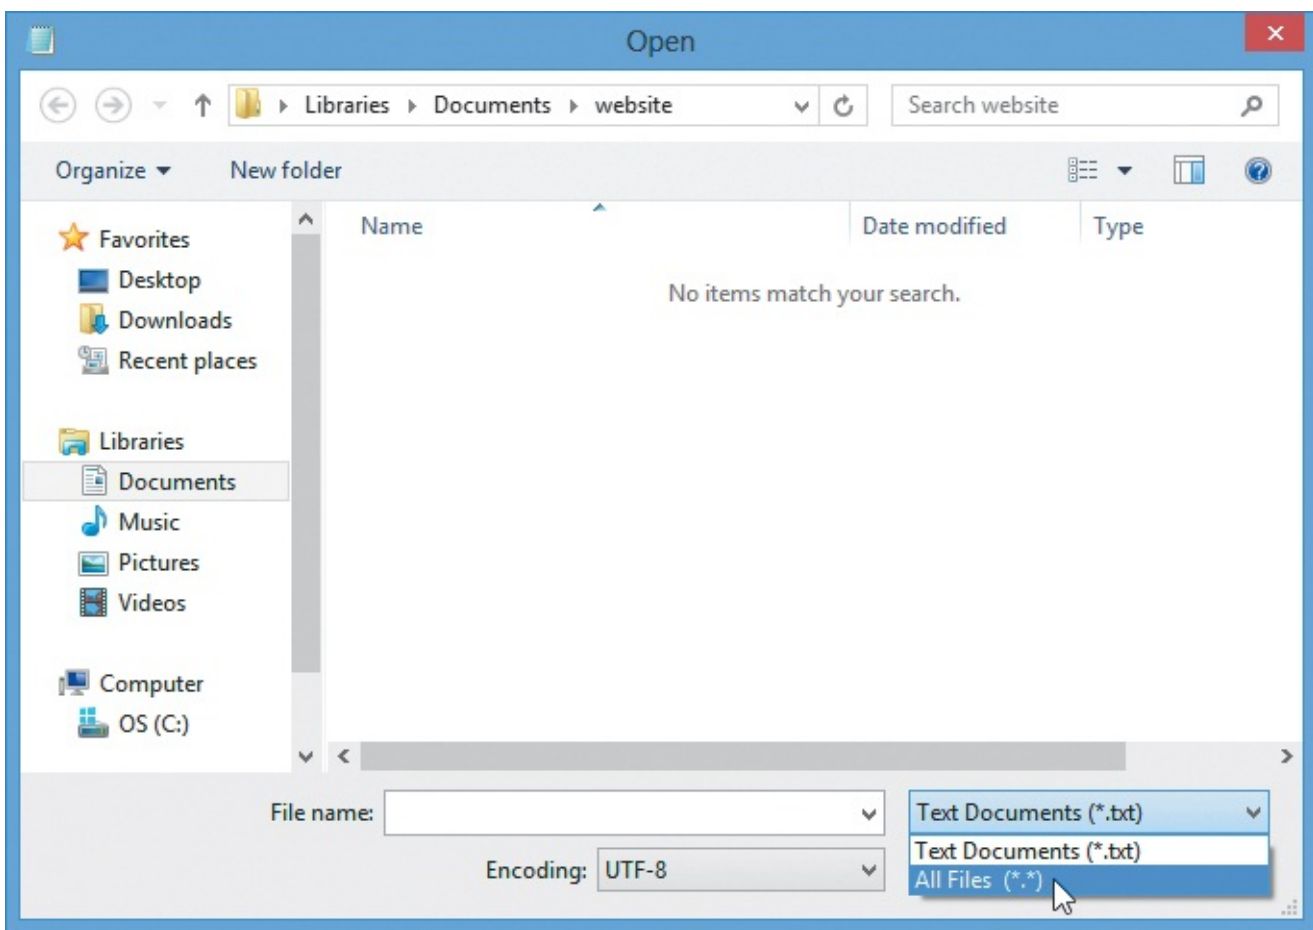 Open
Libraries Documents website
Search website
Organize
New folder
Name
Date modified
Type
No items match your search.
Favorites
Desktop
Downloads
Recent places
Libraries
Documents
Music
Pictures
Videos
Computer
OS (C:)
File name:
Text Documents (*.txt)
Text Documents (*.txt)
All Files (*.*)
Encoding: UTF-8